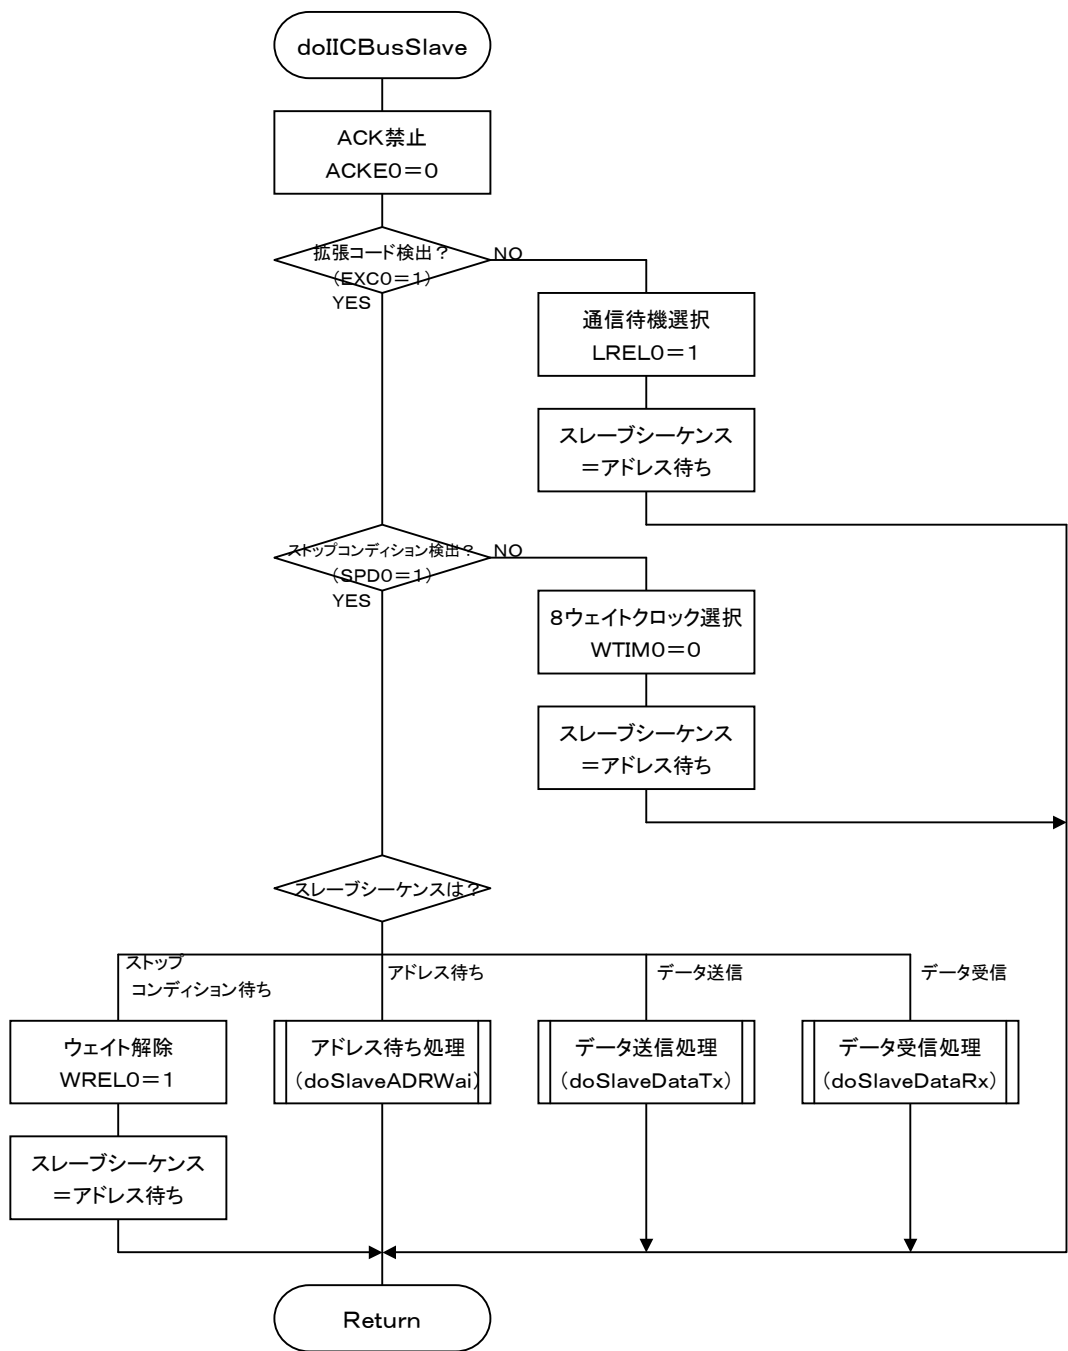 doIICBusSlave
ACK禁止
ACKE0=0
拡張コード検出?
(EXC0=1)
NO
YES
通信待機選択
LREL0=1
スレーブシーケンス
=アドレス待ち
ストップコンディション検出?
(SPD0=1)
NO
YES
8ウェイトクロック選択
WTIM0=0
スレーブシーケンス
=アドレス待ち
スレーブシーケンスは?
ストップ
コンディション待ち
アドレス待ち
データ送信
データ受信
ウェイト解除
WREL0=1
アドレス待ち処理
(doSlaveADRWai)
データ送信処理
(doSlaveDataTx)
データ受信処理
(doSlaveDataRx)
スレーブシーケンス
=アドレス待ち
Return